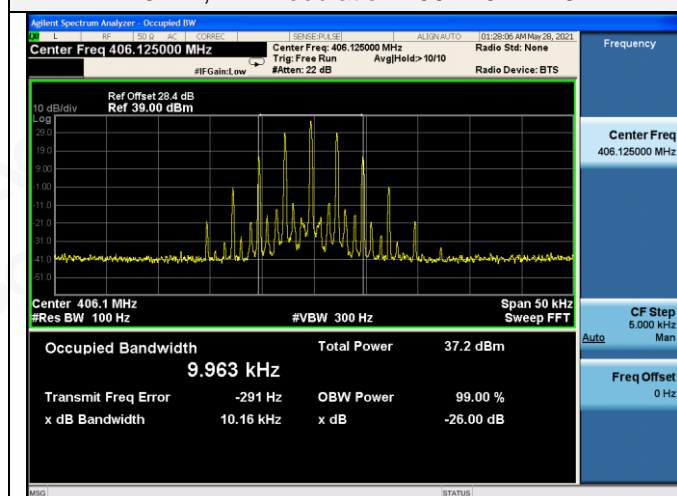 Agilent Spectrum Analyzer - Occupied BW
LXI L RF 50 Ω AC CORREC SENSE:PULSE ALIGN AUTO 01:28:06 AM May 28, 2021
Center Freq 406.125000 MHz
Center Freq: 406.125000 MHz
Radio Std: None
Trig: Free Run Avg|Hold:> 10/10
#IFGain:Low
#Atten: 22 dB
Radio Device: BTS
Ref Offset 28.4 dB
10 dB/div Ref 39.00 dBm
Log
29.0
19.0
9.00
-1.00
-11.0
-21.0
-31.0
-41.0
-51.0
Center 406.1 MHz
Span 50 kHz
#Res BW 100 Hz
#VBW 300 Hz
Sweep FFT
Occupied Bandwidth
9.963 kHz
Total Power 37.2 dBm
Transmit Freq Error -291 Hz
OBW Power 99.00 %
x dB Bandwidth 10.16 kHz
x dB -26.00 dB
MSG
STATUS
Frequency
Center Freq
406.125000 MHz
CF Step
5.000 kHz
Auto Man
Freq Offset
0 Hz